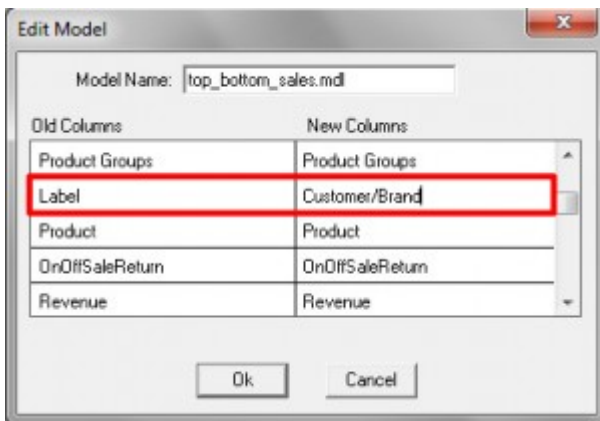 Edit Model
Model Name: top_bottom_sales.mdl
Old Columns New Columns
Product Groups Product Groups
Label Customer/Brand
Product Product
OnOffSaleReturn OnOffSaleReturn
Revenue Revenue
Ok Cancel